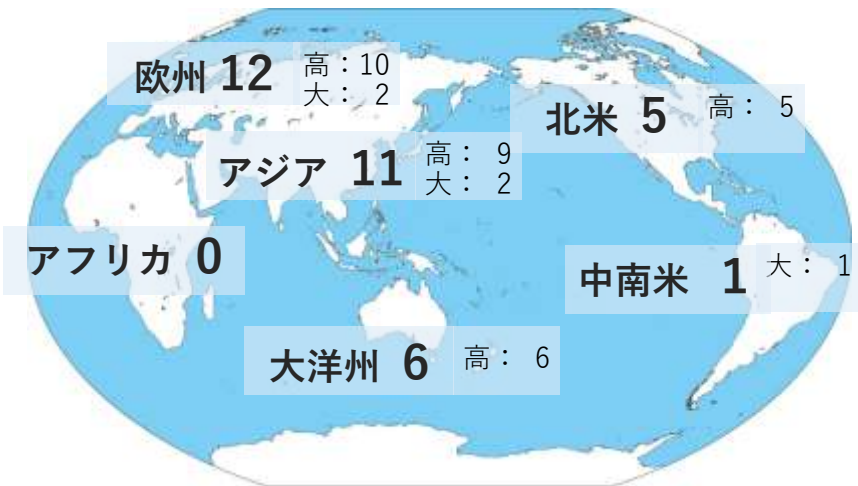 欧州 12 高：10
大： 2
北米 5 高： 5
アジア 11 高： 9
大： 2
アフリカ 0
中南米 1 大： 1
大洋州 6 高： 6